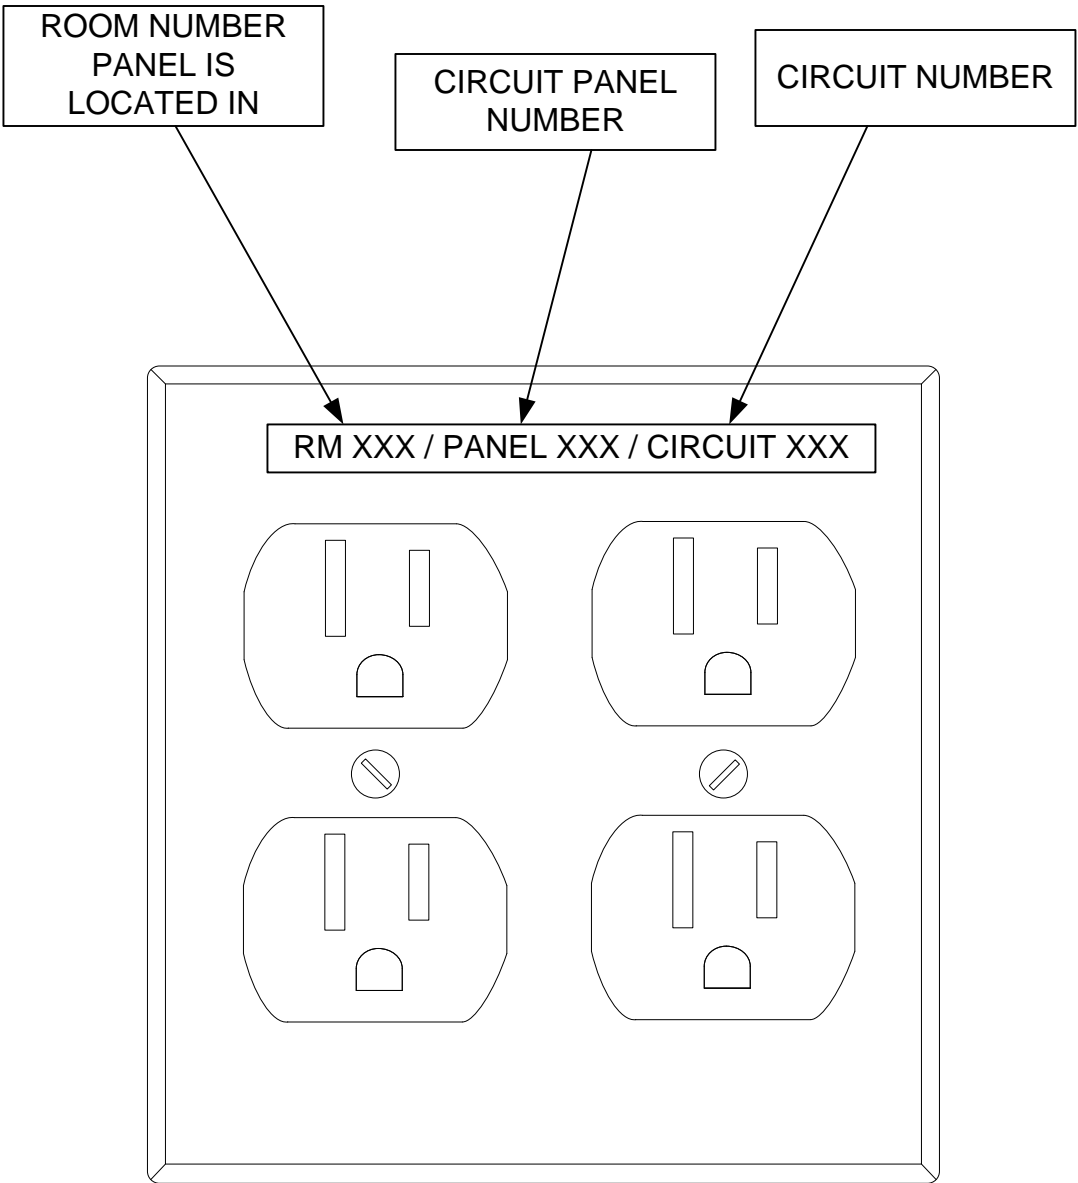 ROOM NUMBER
PANEL IS
LOCATED IN
CIRCUIT PANEL
NUMBER
CIRCUIT NUMBER
RM XXX / PANEL XXX / CIRCUIT XXX